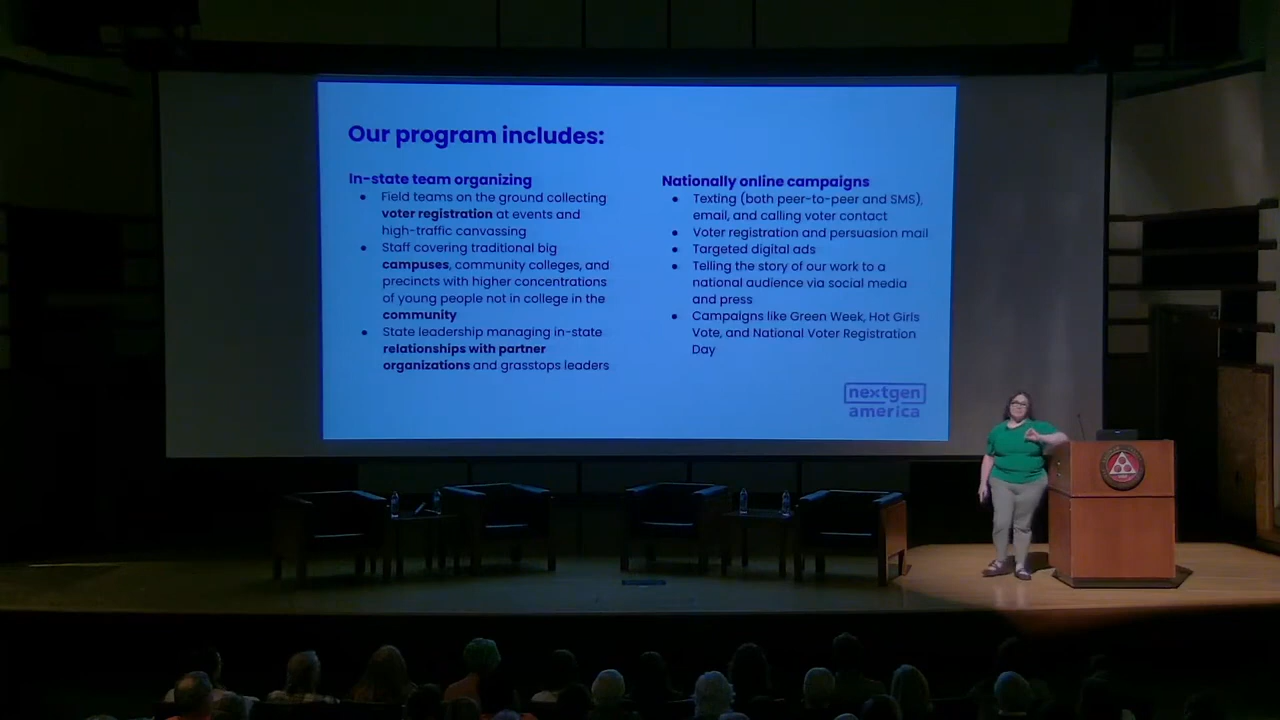 Our program includes:
In-state team organizing
• Field teams on the ground collecting
voter registration at events and
high-traffic canvassing
• Staff covering traditional big
campuses, community colleges, and
precincts with higher concentrations
of young people not in college in the
community
• State leadership managing in-state
relationships with partner
organizations and grasstops leaders
Nationally online campaigns
• Texting (both peer-to-peer and SMS),
email, and calling voter contact
• Voter registration and persuasion mail
• Targeted digital ads
• Telling the story of our work to a
national audience via social media
and press
• Campaigns like Green Week, Hot Girls
Vote, and National Voter Registration
Day
nextgen
america